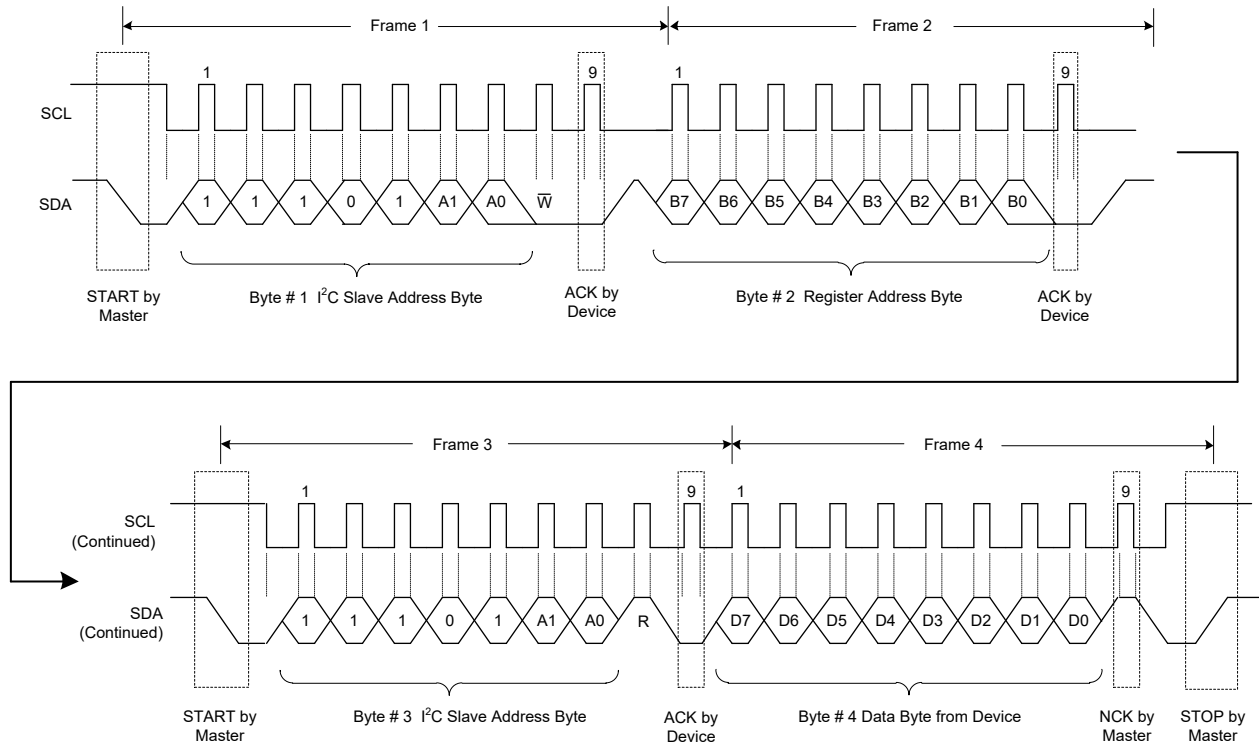 Frame 1 Frame 2
1 9 1 9
SCL
SDA 1 1 1 0 1 A1 A0 W̅ B7 B6 B5 B4 B3 B2 B1 B0
START by
Master
Byte # 1 I²C Slave Address Byte
ACK by
Device
Byte # 2 Register Address Byte
ACK by
Device
Frame 3 Frame 4
1 9 1 9
SCL
(Continued)
SDA
(Continued)
1 1 1 0 1 A1 A0 R D7 D6 D5 D4 D3 D2 D1 D0
START by
Master
Byte # 3 I²C Slave Address Byte
ACK by
Device
Byte # 4 Data Byte from Device
NCK by
Master
STOP by
Master